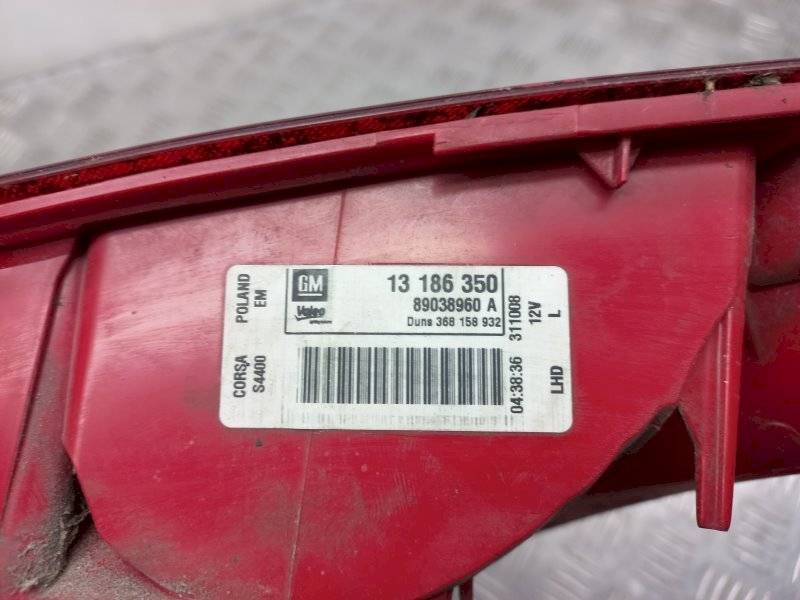 CORSA POLAND
S4400 EM
GM
Valeo
13 186 350
89038960 A
Duns 368 158 932
04:38:36 311008
12V
LHD L